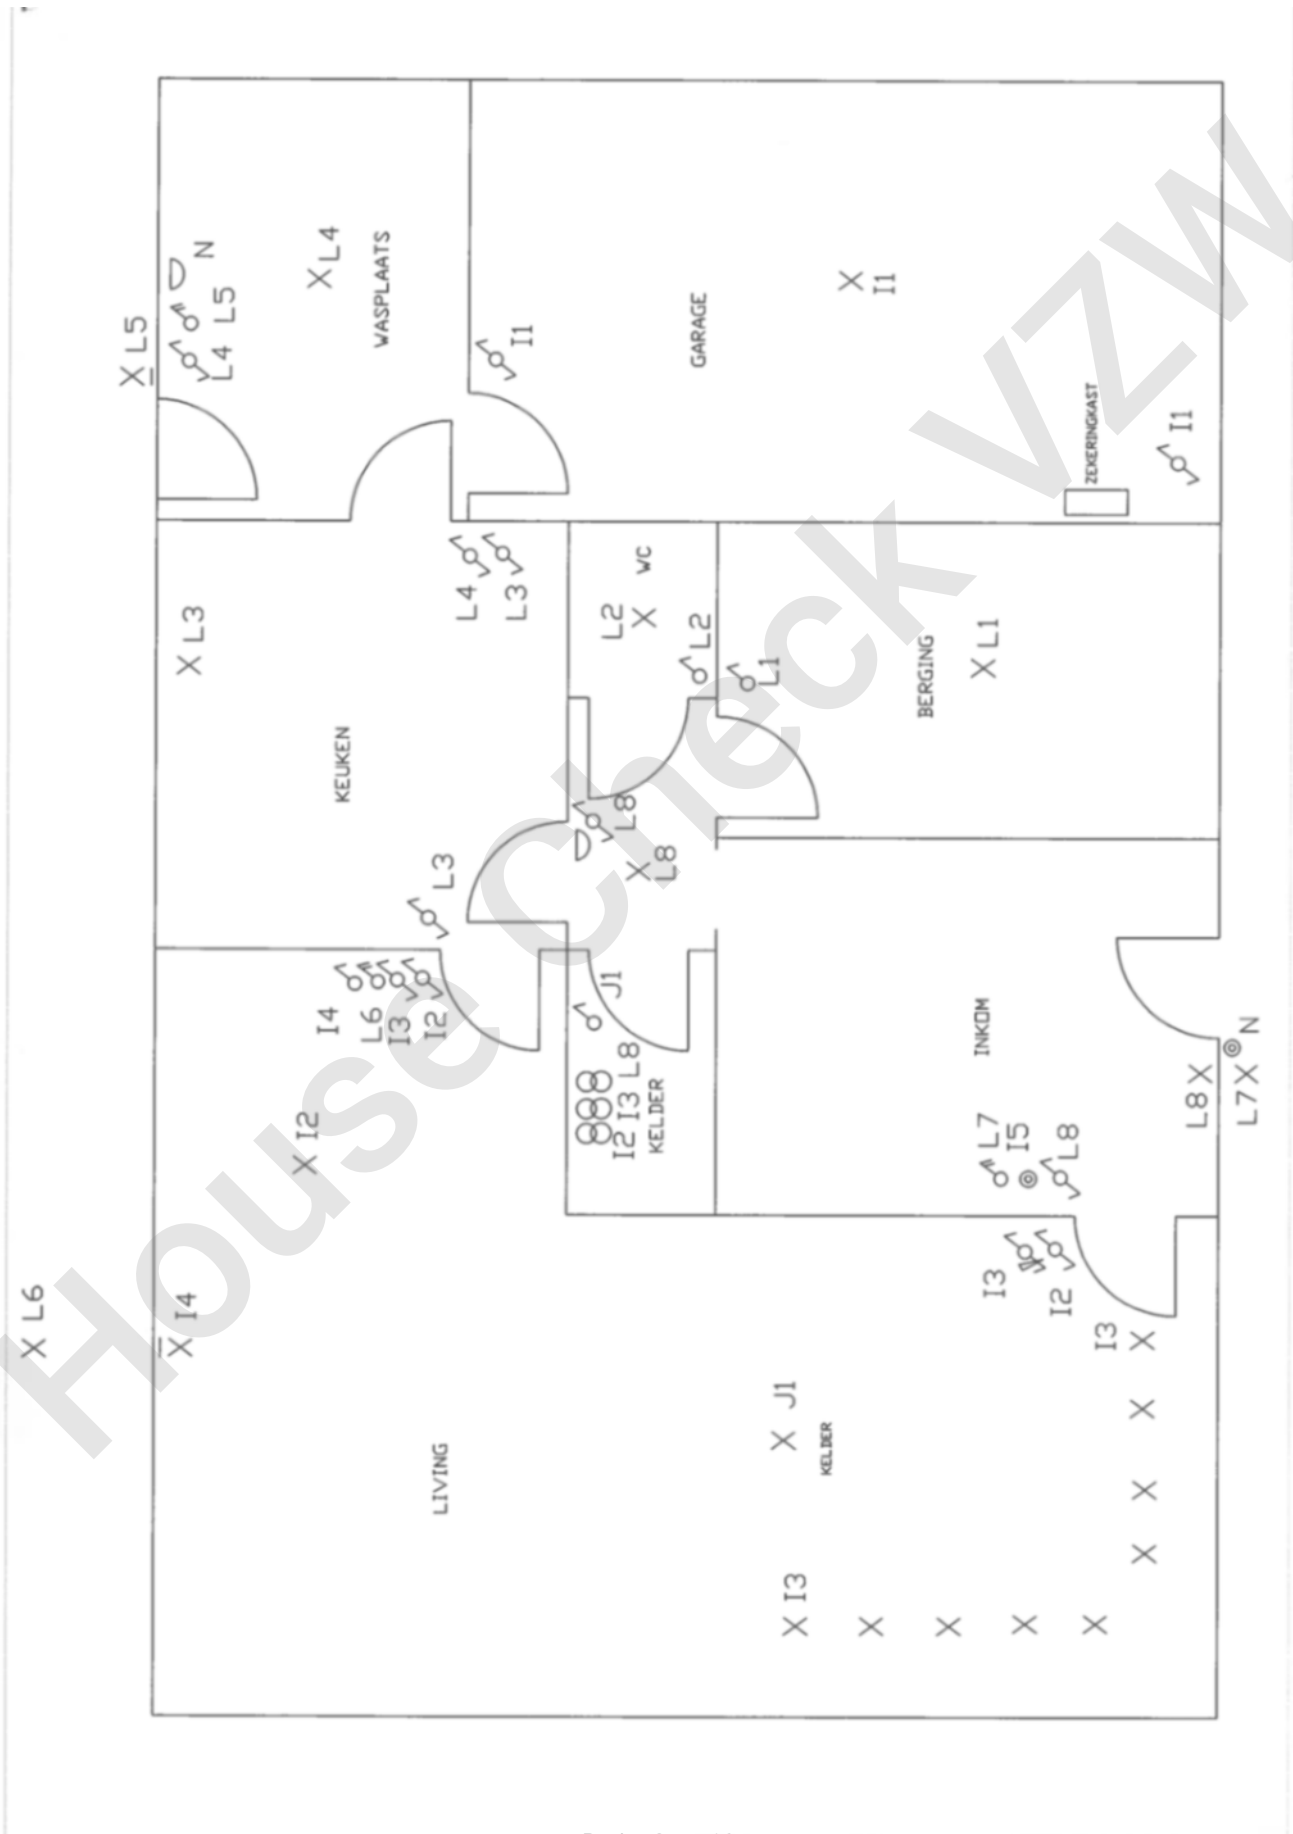 L5
L4
L5
N
L4
WASPLAATS
I1
GARAGE
I1
ZEKERINGKAST
I1
L3
KEUKEN
L4
L3
L3
L2
WC
L2
L1
BERGING
L1
L8
L8
I4
L6
I3
I2
I2
J1
I2 I3 L8
KELDER
INKOM
L7
I5
L8
L8
L7
N
L6
I4
LIVING
J1
KELDER
I3
I2
I3
I3
House Check VZW